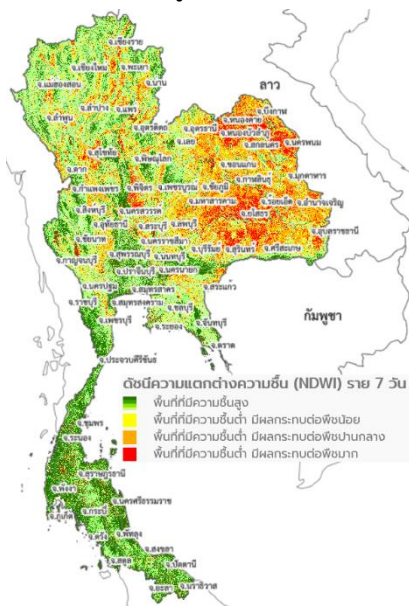 จ.เชียงราย
จ.พะเยา
จ.เชียงใหม่
จ.น่าน
จ.แม่ฮ่องสอน
ลาว
จ.ลำปาง
จ.แพร่
จ.ลำพูน
จ.บึงกาฬ
จ.หนองคาย
จ.อุตรดิตถ์
จ.อุดรธานี
จ.หนองบัวลำภู
จ.นครพนม
จ.เลย
จ.สกลนคร
จ.สุโขทัย
จ.พิษณุโลก
จ.ตาก
จ.ขอนแก่น
จ.มุกดาหาร
จ.กาฬสินธุ์
จ.กำแพงเพชร
จ.พิจิตร
จ.เพชรบูรณ์
จ.ชัยภูมิ
จ.มหาสารคาม
จ.ร้อยเอ็ด
จ.อำนาจเจริญ
จ.ยโสธร
จ.สิงห์บุรี
จ.นครสวรรค์
จ.อุทัยธานี
จ.สระบุรี
จ.ลพบุรี
จ.อุบลราชธานี
จ.ชัยนาท
จ.นครราชสีมา
จ.บุรีรัมย์
จ.สุรินทร์
จ.ศรีสะเกษ
จ.สุพรรณบุรี
จ.นนทบุรี
จ.กาญจนบุรี
จ.ปราจีนบุรี
จ.นครนายก
จ.นครปฐม
จ.สมุทรสาคร
จ.สระแก้ว
จ.ราชบุรี
จ.สมุทรสงคราม
จ.ชลบุรี
กัมพูชา
จ.เพชรบุรี
จ.ระยอง
จ.จันทบุรี
จ.ตราด
จ.ประจวบคีรีขันธ์
ดัชนีความแตกต่างความชื้น (NDWI) ราย 7 วัน
พื้นที่ที่มีความชื้นสูง
พื้นที่ที่มีความชื้นต่ำ มีผลกระทบต่อพืชน้อย
พื้นที่ที่มีความชื้นต่ำ มีผลกระทบต่อพืชปานกลาง
พื้นที่ที่มีความชื้นต่ำ มีผลกระทบต่อพืชมาก
จ.ชุมพร
จ.ระนอง
จ.สุราษฎร์ธานี
จ.พังงา
จ.นครศรีธรรมราช
จ.กระบี่
จ.ภูเก็ต
จ.ตรัง
จ.พัทลุง
จ.สงขลา
จ.สตูล
จ.ปัตตานี
จ.ยะลา
จ.นราธิวาส